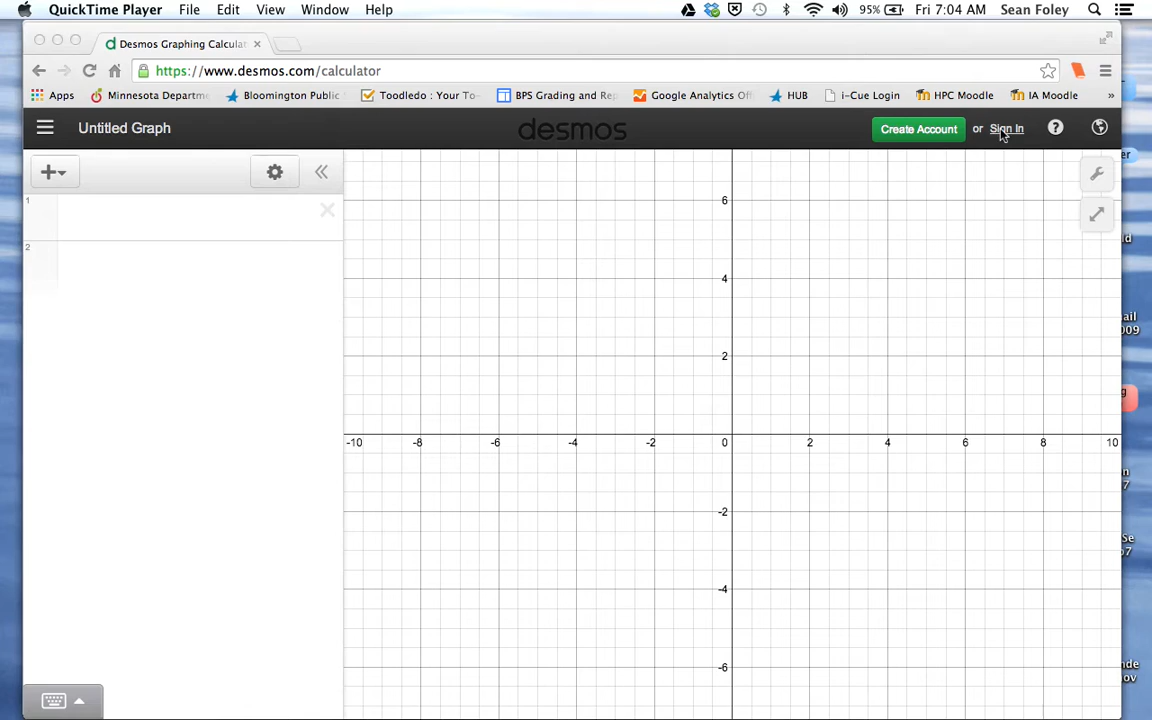 QuickTime Player File Edit View Window Help 95% Fri 7:04 AM Sean Foley
Desmos Graphing Calculat
https://www.desmos.com/calculator
Apps Minnesota Departme Bloomington Public BPS Grading and Rep Toodledo : Your To- Google Analytics Off HUB i-Cue Login HPC Moodle IA Moodle »
Untitled Graph desmos Create Account or Sign In ?
1
2
6
4
2
-10 -8 -6 -4 -2 0 2 4 6 8 10
-2
-4
-6